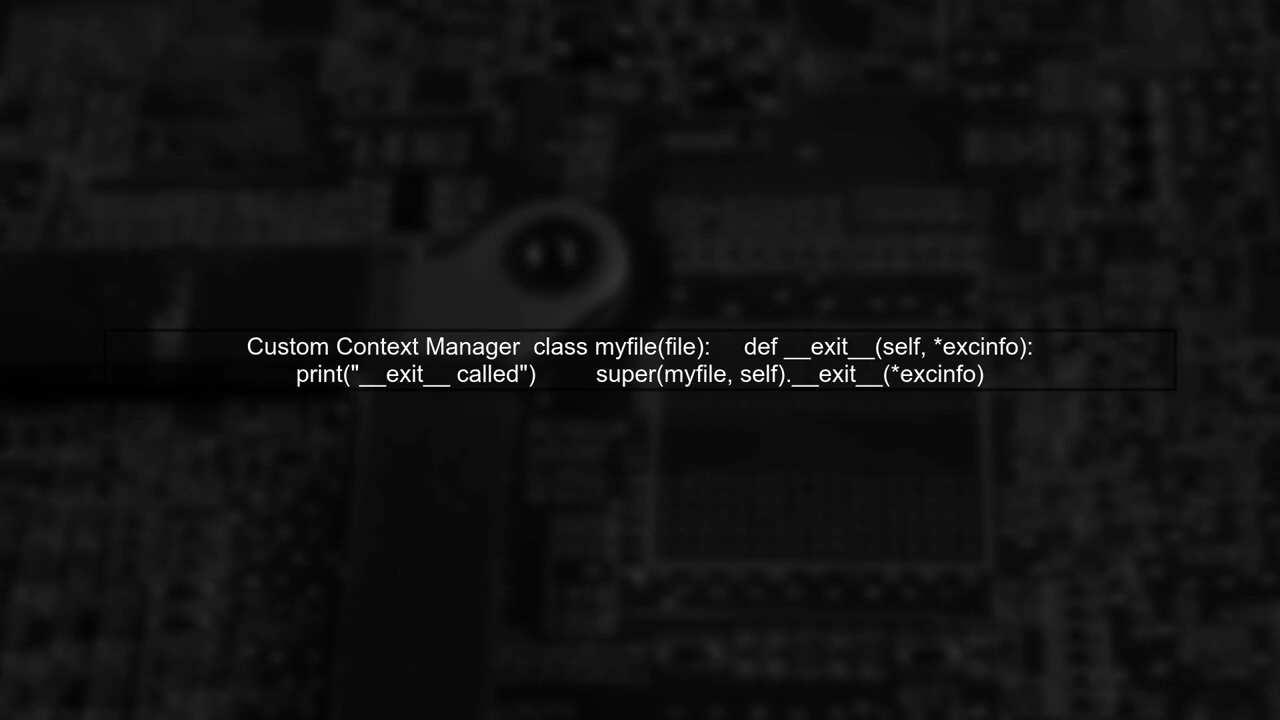 Custom Context Manager  class myfile(file):     def __exit__(self, *excinfo):
print("__exit__ called")         super(myfile, self).__exit__(*excinfo)